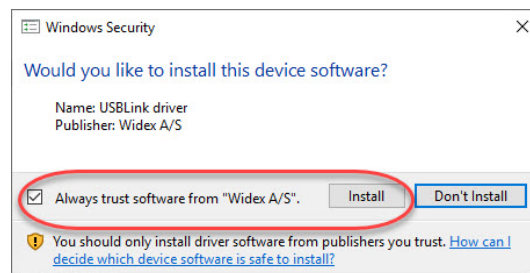 Windows Security
Would you like to install this device software?
Name: USBLink driver
Publisher: Widex A/S
Always trust software from "Widex A/S". Install Don't Install
You should only install driver software from publishers you trust. How can I
decide which device software is safe to install?